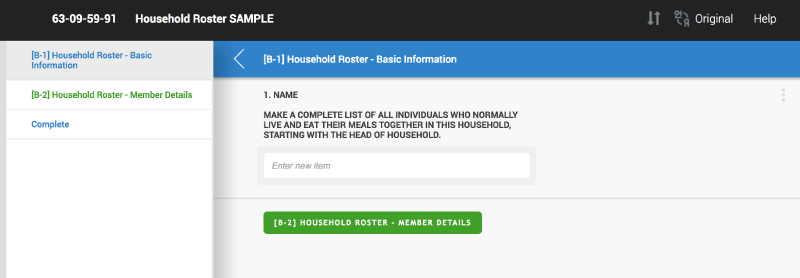 63-09-59-91 Household Roster SAMPLE Original Help
[B-1] Household Roster - Basic
Information
[B-2] Household Roster - Member Details
Complete
[B-1] Household Roster - Basic Information
1. NAME
MAKE A COMPLETE LIST OF ALL INDIVIDUALS WHO NORMALLY
LIVE AND EAT THEIR MEALS TOGETHER IN THIS HOUSEHOLD,
STARTING WITH THE HEAD OF HOUSEHOLD.
Enter new item
[B-2] HOUSEHOLD ROSTER - MEMBER DETAILS